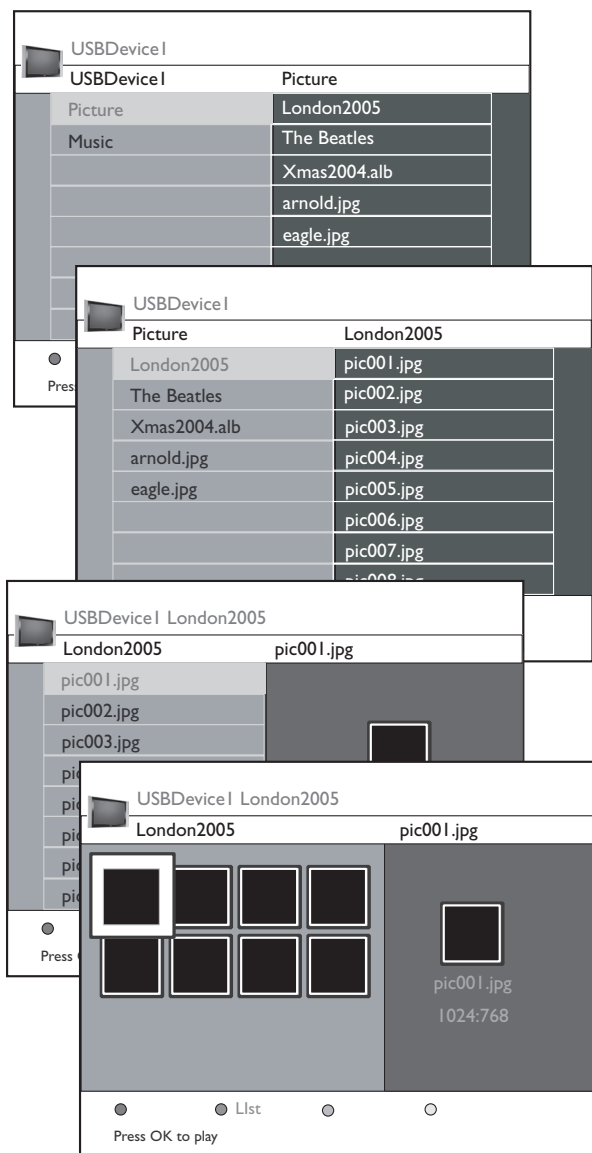 USBDevice1
USBDevice1 Picture
Picture London2005
Music The Beatles
Xmas2004.alb
arnold.jpg
eagle.jpg
USBDevice1
Picture London2005
London2005 pic001.jpg
The Beatles pic002.jpg
Xmas2004.alb pic003.jpg
arnold.jpg pic004.jpg
eagle.jpg pic005.jpg
pic006.jpg
pic007.jpg
pic008.jpg
USBDevice1 London2005
London2005 pic001.jpg
pic001.jpg
pic002.jpg
pic003.jpg
USBDevice1 London2005
London2005 pic001.jpg
pic001.jpg
1024:768
LIst
Press OK to play